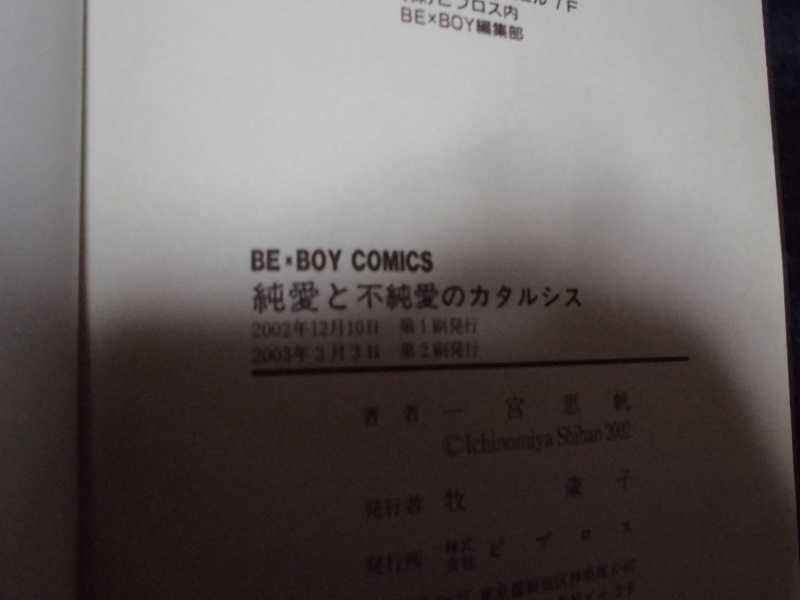 ビブロス内
BE×BOY編集部
BE×BOY COMICS
純愛と不純愛のカタルシス
2002年12月10日 第1刷発行
2003年3月3日 第2刷発行
著者 一宮思帆
©Ichinomiya Shihan 2002
発行者 牧歳子
発行所 株式会社 ビブロス